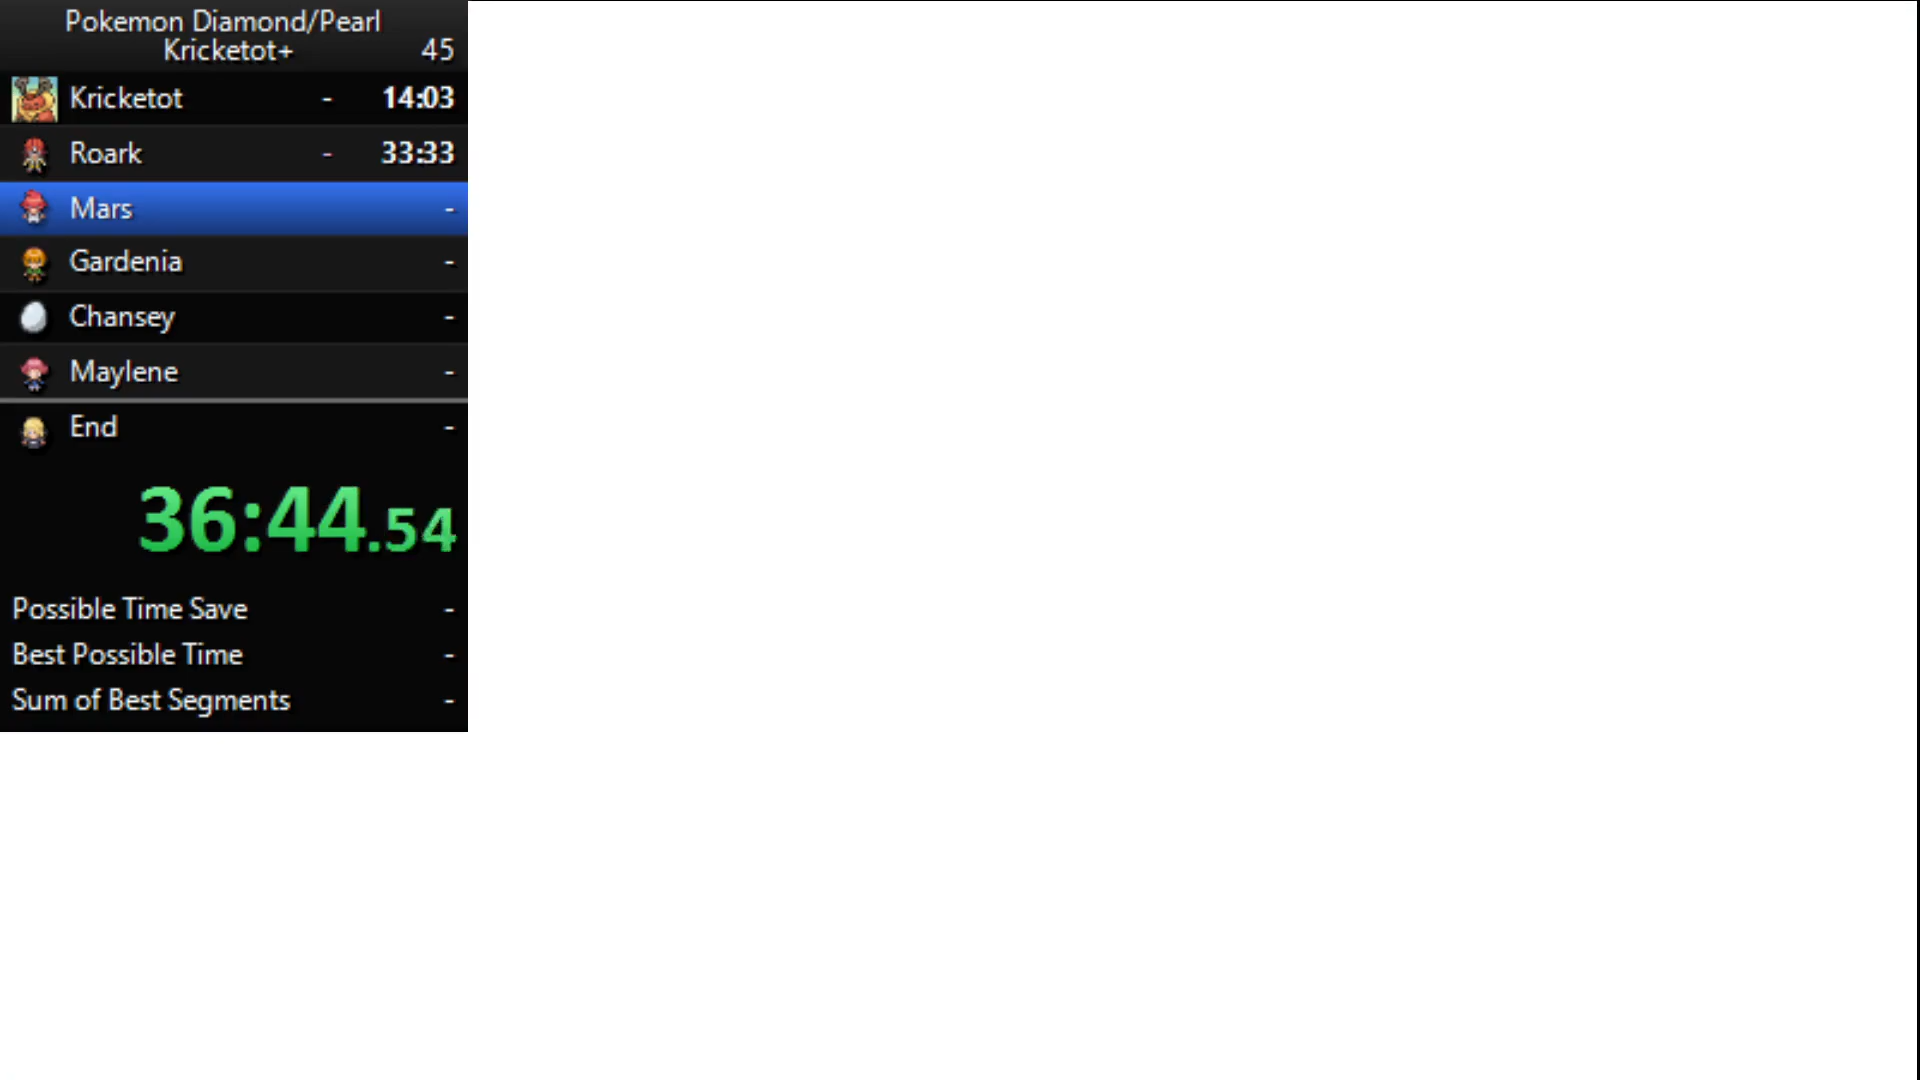 Pokemon Diamond/Pearl
Kricketot+ 45
Kricketot - 14:03
Roark - 33:33
Mars -
Gardenia -
Chansey -
Maylene -
End -
36:44.54
Possible Time Save -
Best Possible Time -
Sum of Best Segments -